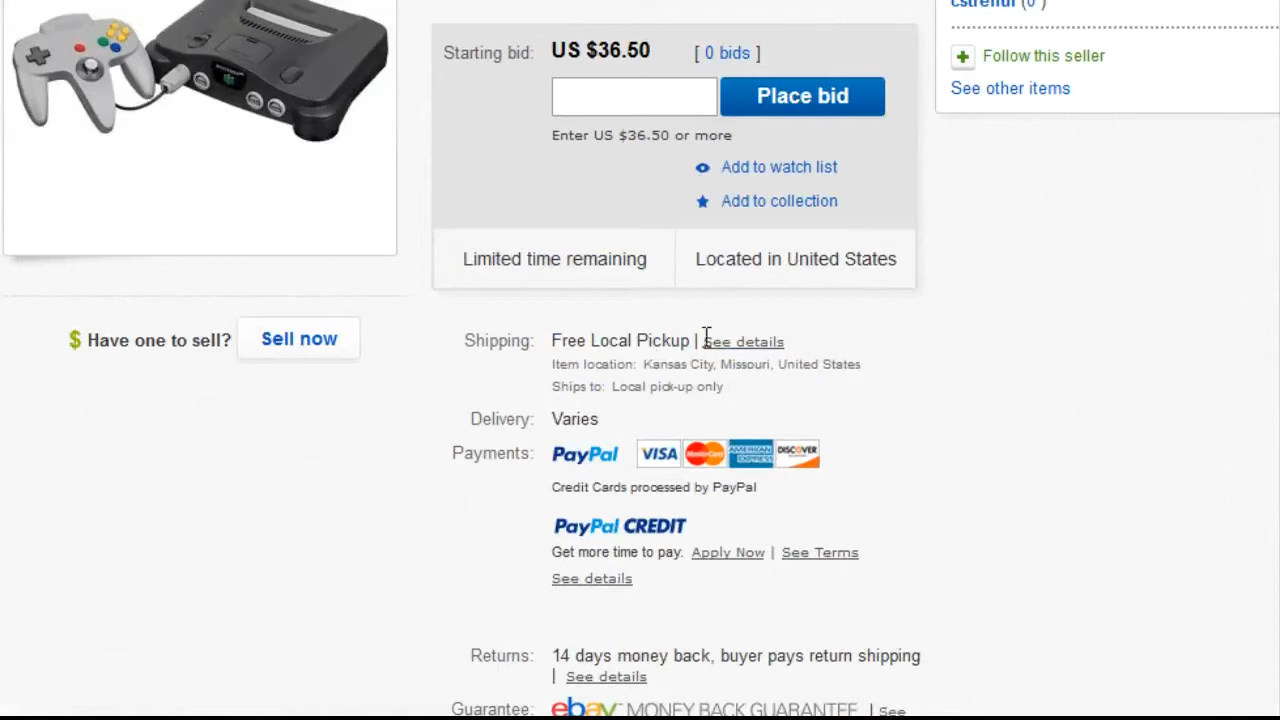 cstrenul (0 )
Follow this seller
See other items
Starting bid: US $36.50 [ 0 bids ]
Place bid
Enter US $36.50 or more
Add to watch list
Add to collection
Limited time remaining
Located in United States
$ Have one to sell? Sell now
Shipping: Free Local Pickup | See details
Item location: Kansas City, Missouri, United States
Ships to: Local pick-up only
Delivery: Varies
Payments: PayPal VISA MasterCard AMERICAN EXPRESS DISCOVER
Credit Cards processed by PayPal
PayPal CREDIT
Get more time to pay. Apply Now | See Terms
See details
Returns: 14 days money back, buyer pays return shipping
| See details
Guarantee: ebay MONEY BACK GUARANTEE | See